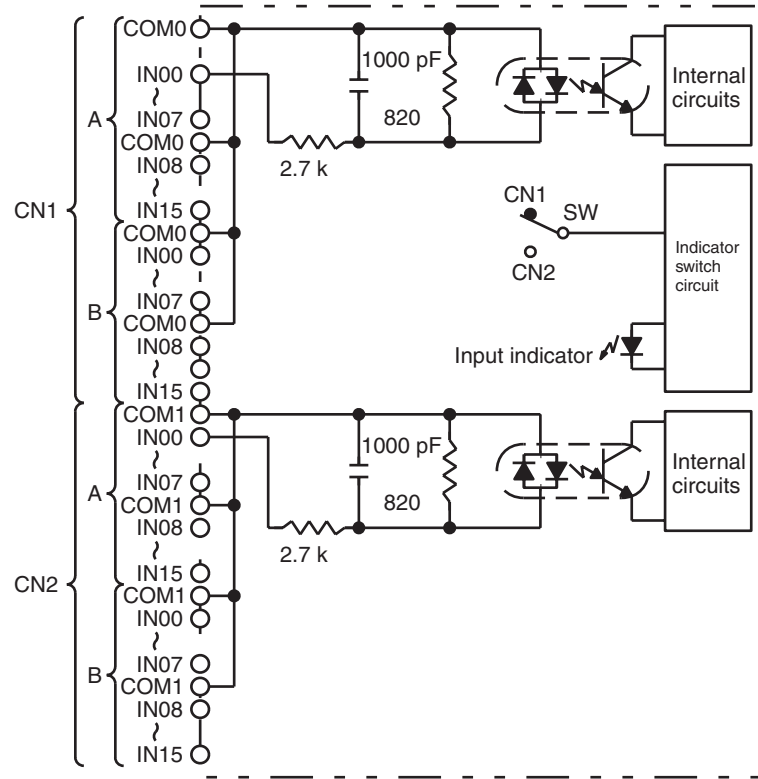 COM0
IN00
IN07
COM0
IN08
IN15
COM0
IN00
IN07
COM0
IN08
IN15
COM1
IN00
IN07
COM1
IN08
IN15
COM1
IN00
IN07
COM1
IN08
IN15
A
B
CN1
A
B
CN2
1000 pF
820
2.7 k
Internal
circuits
CN1
SW
CN2
Indicator
switch
circuit
Input indicator
1000 pF
820
2.7 k
Internal
circuits